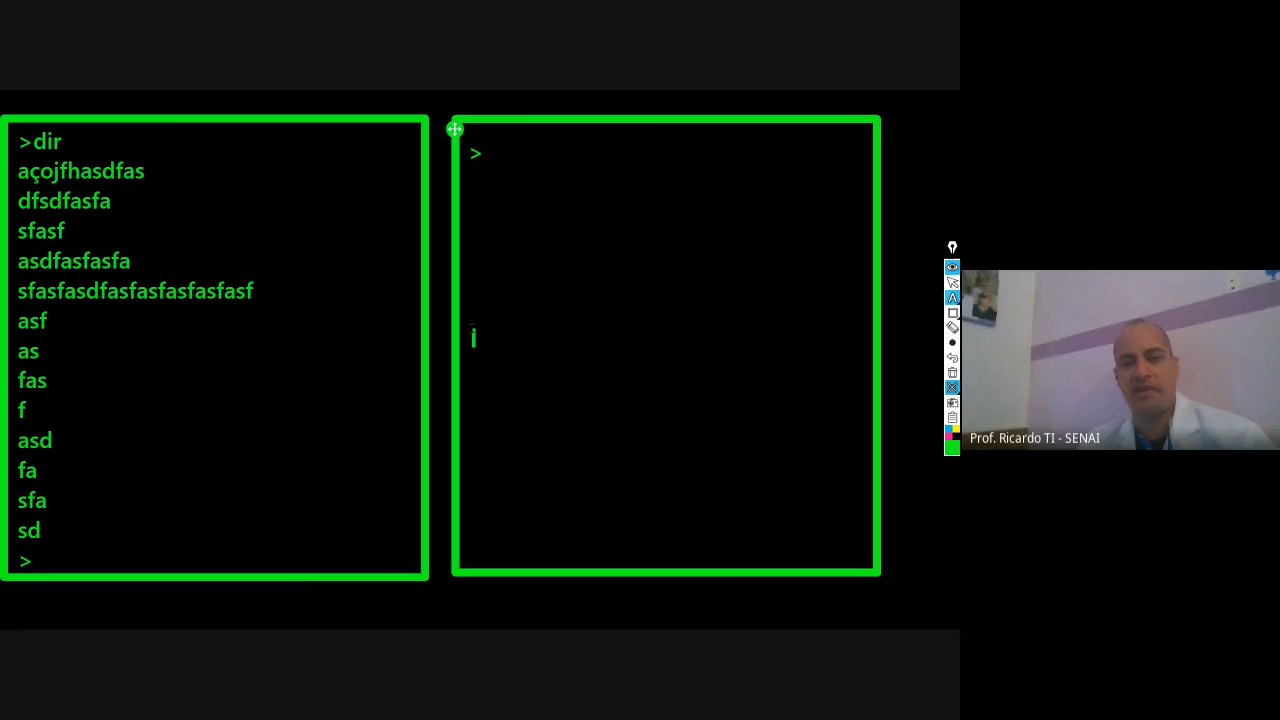 >dir
açojfhasdfas
dfsdfasfa
sfasf
asdfasfasfa
sfasfasdfasfasfasfasfasf
asf
as
fas
f
asd
fa
sfa
sd
>
>
i
Prof. Ricardo TI - SENAI